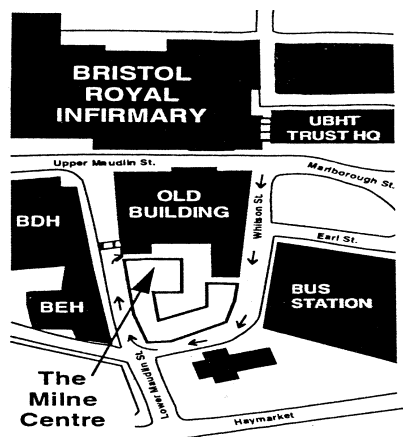 BRISTOL
ROYAL
INFIRMARY
UBHT
TRUST HQ
Upper Maudlin St.
Marlborough St.
OLD
BUILDING
BDH
Whitson St.
Earl St.
BUS
STATION
BEH
The
Milne
Centre
Lower Maudlin St.
Haymarket